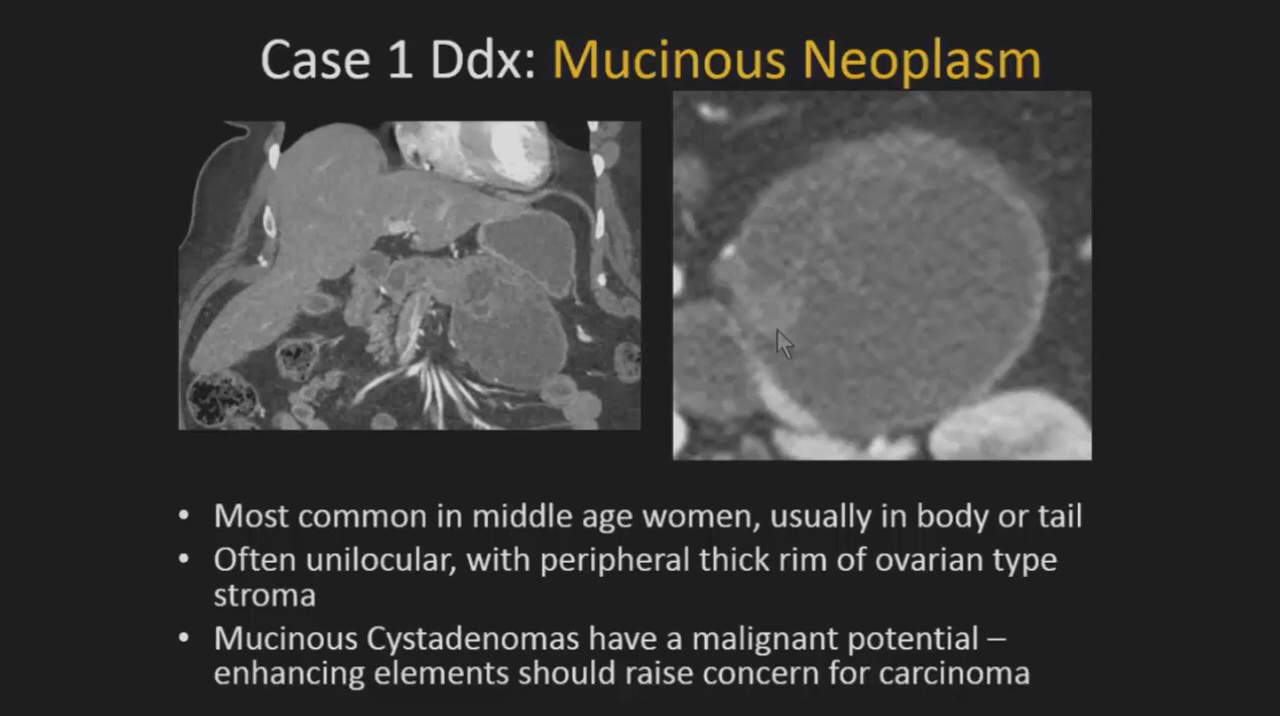 Case 1 Ddx: Mucinous Neoplasm
• Most common in middle age women, usually in body or tail
• Often unilocular, with peripheral thick rim of ovarian type
stroma
• Mucinous Cystadenomas have a malignant potential –
enhancing elements should raise concern for carcinoma